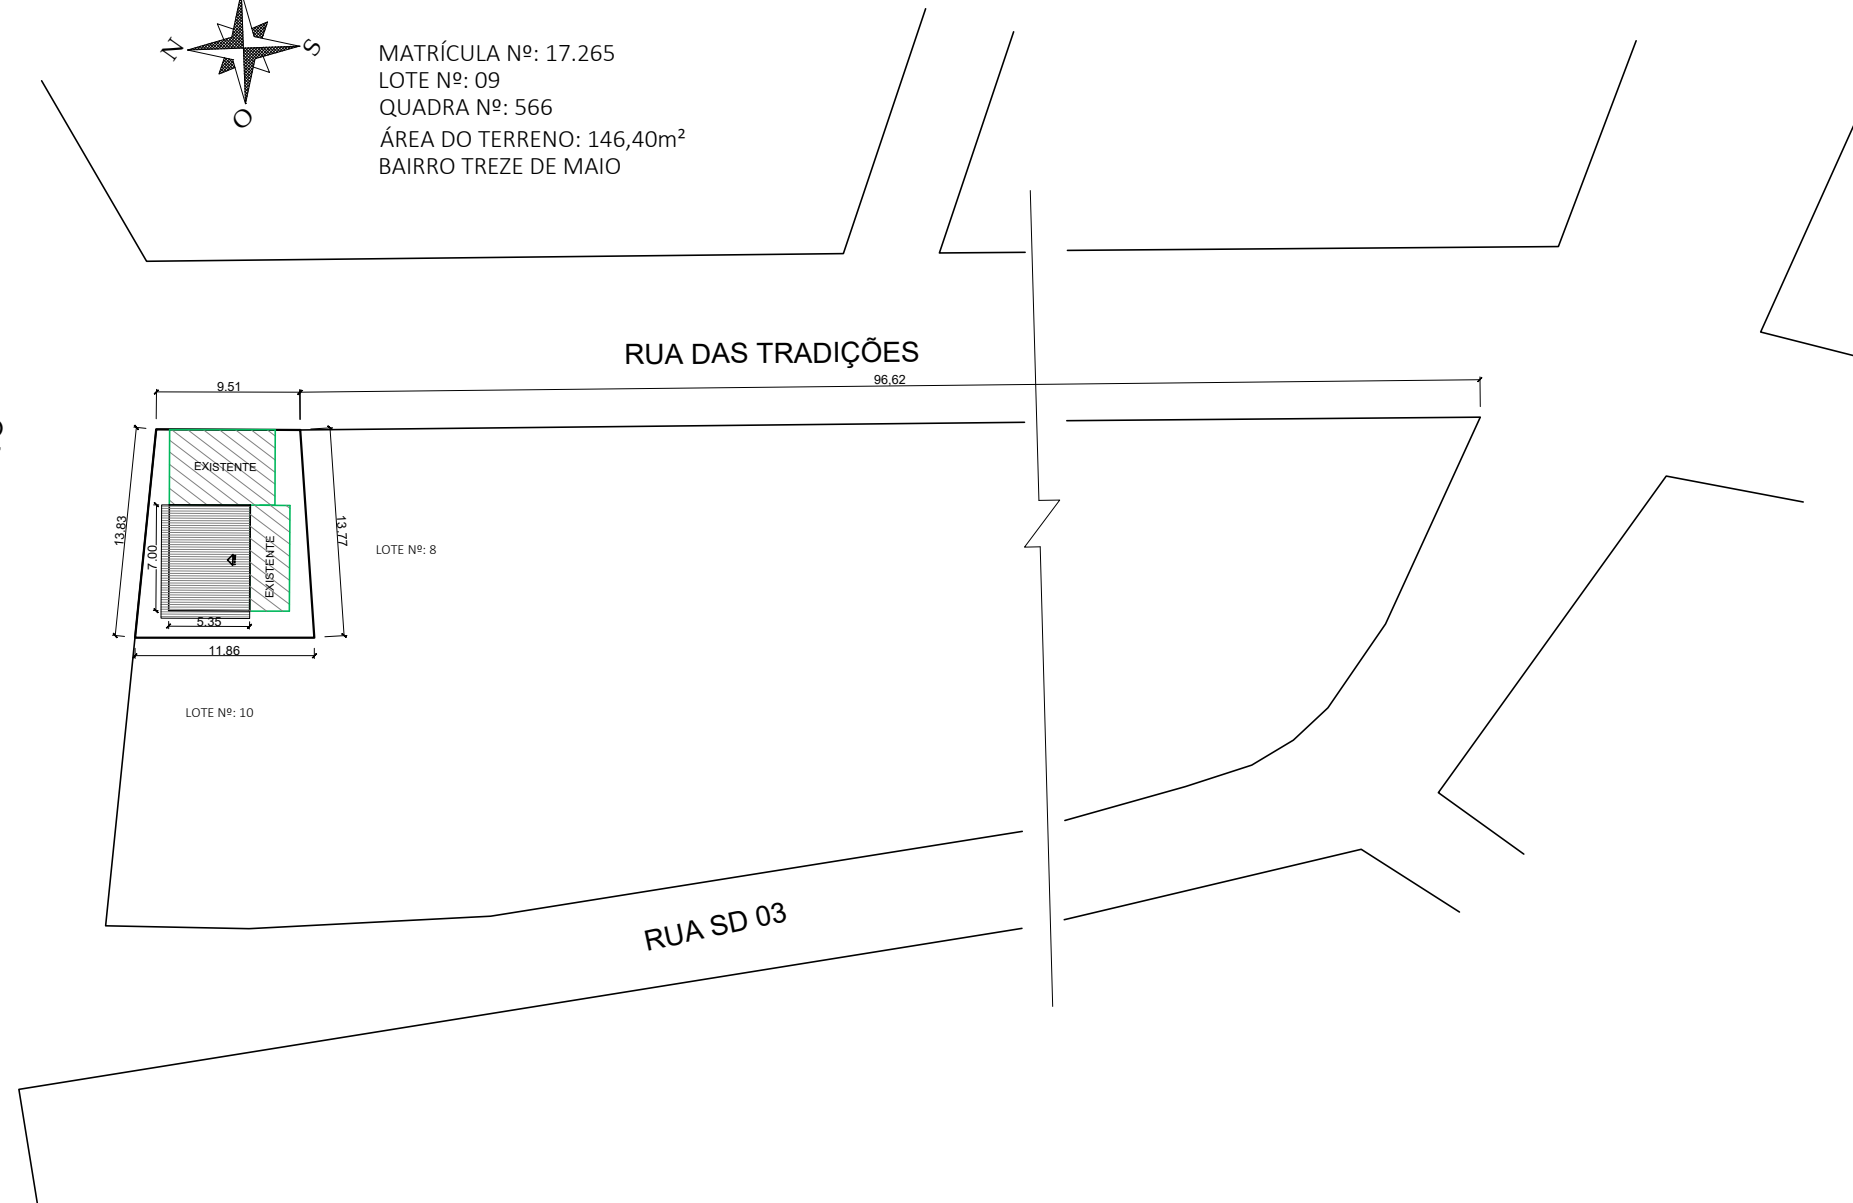 N
S
O
MATRÍCULA Nº: 17.265
LOTE Nº: 09
QUADRA Nº: 566
ÁREA DO TERRENO: 146,40m²
BAIRRO TREZE DE MAIO
RUA DAS TRADIÇÕES
9.51
96.62
EXISTENTE
13.83
7.00
EXISTENTE
13.77
LOTE Nº: 8
5.35
11.86
LOTE Nº: 10
RUA SD 03